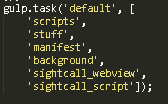 gulp.task('default', [
    'scripts',
    'stuff',
    'manifest',
    'background',
    'sightcall_webview',
    'sightcall_script']);